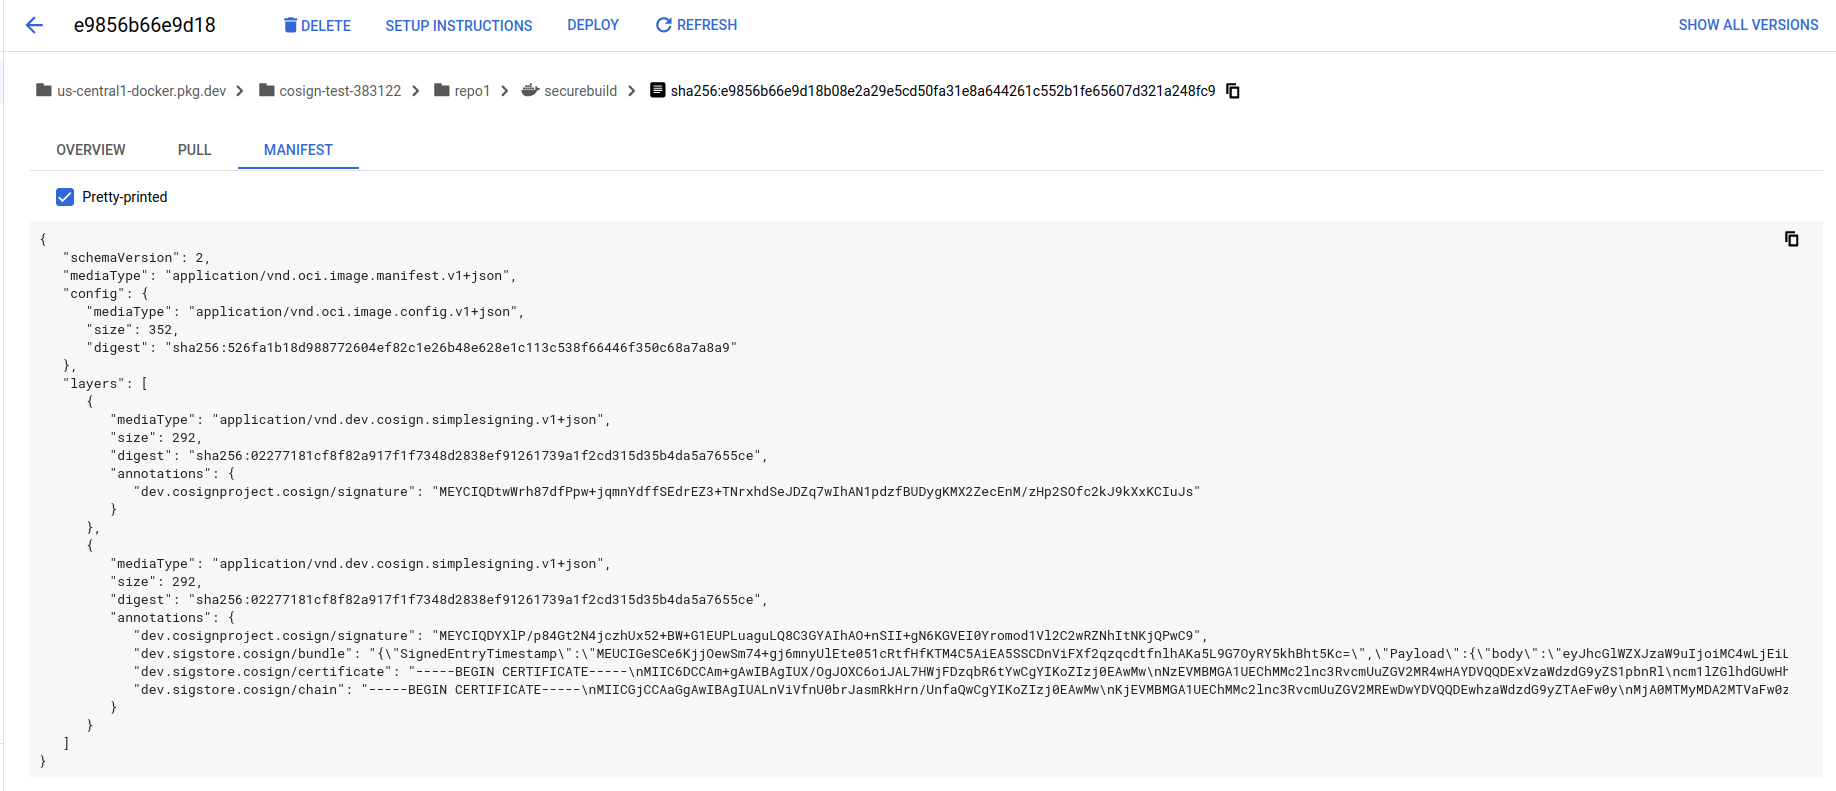 e9856b66e9d18 DELETE SETUP INSTRUCTIONS DEPLOY REFRESH SHOW ALL VERSIONS
us-central1-docker.pkg.dev > cosign-test-383122 > repo1 > securebuild > sha256:e9856b66e9d18b08e2a29e5cd50fa31e8a644261c552b1fe65607d321a248fc9
OVERVIEW PULL MANIFEST
Pretty-printed
{
"schemaVersion": 2,
"mediaType": "application/vnd.oci.image.manifest.v1+json",
"config": {
"mediaType": "application/vnd.oci.image.config.v1+json",
"size": 352,
"digest": "sha256:526fa1b18d988772604ef82c1e26b48e628e1c113c538f66446f350c68a7a8a9"
},
"layers": [
{
"mediaType": "application/vnd.dev.cosign.simplesigning.v1+json",
"size": 292,
"digest": "sha256:02277181cf8f82a917f1f7348d2838ef91261739a1f2cd315d35b4da5a7655ce",
"annotations": {
"dev.cosignproject.cosign/signature": "MEYCIQDtwWrh87dfPpw+jqmnYdffSEdrEZ3+TNrxhdSeJDZq7wIhAN1pdzfBUDygKMX2ZecEnM/zHp2SOfc2kJ9kXxKCIuJs"
}
},
{
"mediaType": "application/vnd.dev.cosign.simplesigning.v1+json",
"size": 292,
"digest": "sha256:02277181cf8f82a917f1f7348d2838ef91261739a1f2cd315d35b4da5a7655ce",
"annotations": {
"dev.cosignproject.cosign/signature": "MEYCIQDYXlP/p84Gt2N4jczhUx52+BW+G1EUPLuaguLQ8C3GYAIhAO+nSII+gN6KGVEI0Yromod1Vl2C2wRZNhItNKjQPwC9",
"dev.sigstore.cosign/bundle": "{\"SignedEntryTimestamp\":\"MEUCIGeSCe6KjjOewSm74+gj6mnyUlEte051cRtfHfKTM4C5AiEA5SSCDnViFXf2qzqcdtfnlhAKa5L9G7OyRY5khBht5Kc=\",\"Payload\":{\"body\":\"eyJhcGlWZXJzaW9uIjoiMC4wLjEiL
"dev.sigstore.cosign/certificate": "-----BEGIN CERTIFICATE-----\nMIIC6DCCAm+gAwIBAgIUX/OgJOXC6oiJAL7HWjFDzqbR6tYwCgYIKoZIzj0EAwMw\nNzEVMBMGA1UEChMMc2lnc3RvcmUuZGV2MR4wHAYDVQQDExVzaWdzdG9yZS1pbnRl\ncm1lZGlhdGUwHh
"dev.sigstore.cosign/chain": "-----BEGIN CERTIFICATE-----\nMIICGjCCAaGgAwIBAgIUALnViVfnU0brJasmRkHrn/UnfaQwCgYIKoZIzj0EAwMw\nKjEVMBMGA1UEChMMc2lnc3RvcmUuZGV2MREwDwYDVQQDEwhzaWdzdG9yZTAeFw0y\nMjA0MTMyMDA2MTVaFw0z
}
}
]
}